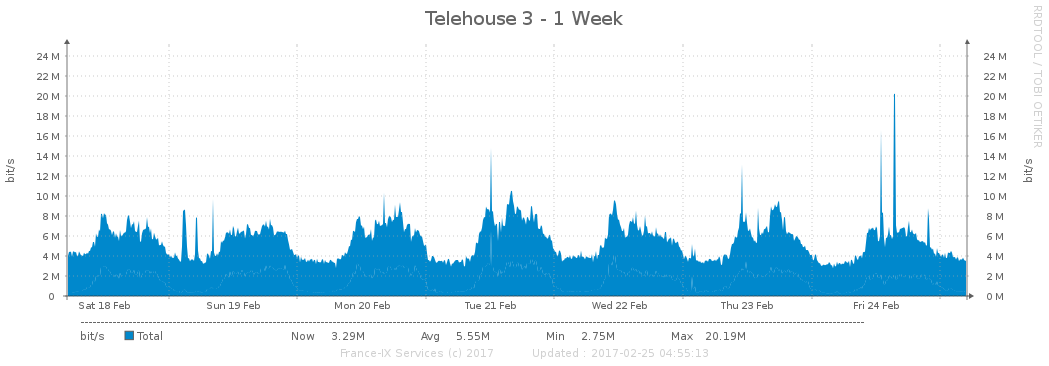 Telehouse 3 - 1 Week
RRDTOOL / TOBI OETIKER
bit/s
24 M 24 M
22 M 22 M
20 M 20 M
18 M 18 M
16 M 16 M
14 M 14 M
12 M 12 M
10 M 10 M
8 M 8 M
6 M 6 M
4 M 4 M
2 M 2 M
0 0 M
bit/s
Sat 18 Feb Sun 19 Feb Mon 20 Feb Tue 21 Feb Wed 22 Feb Thu 23 Feb Fri 24 Feb
bit/s Total Now 3.29M Avg 5.55M Min 2.75M Max 20.19M
France-IX Services (c) 2017 Updated : 2017-02-25 04:55:13